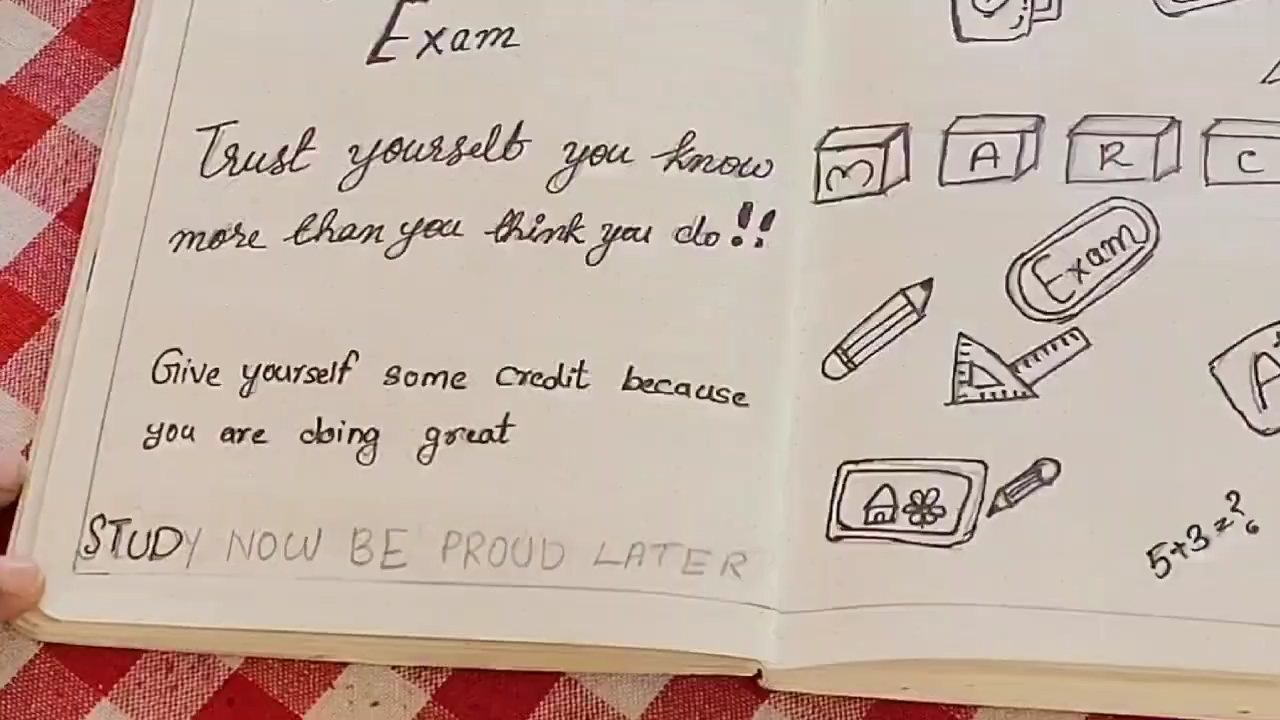 Exam
Trust yourself you know
more than you think you do!!
Give yourself some credit because
you are doing great
STUDY NOW BE PROUD LATER
M A R C
Exam
A+
5+3=?